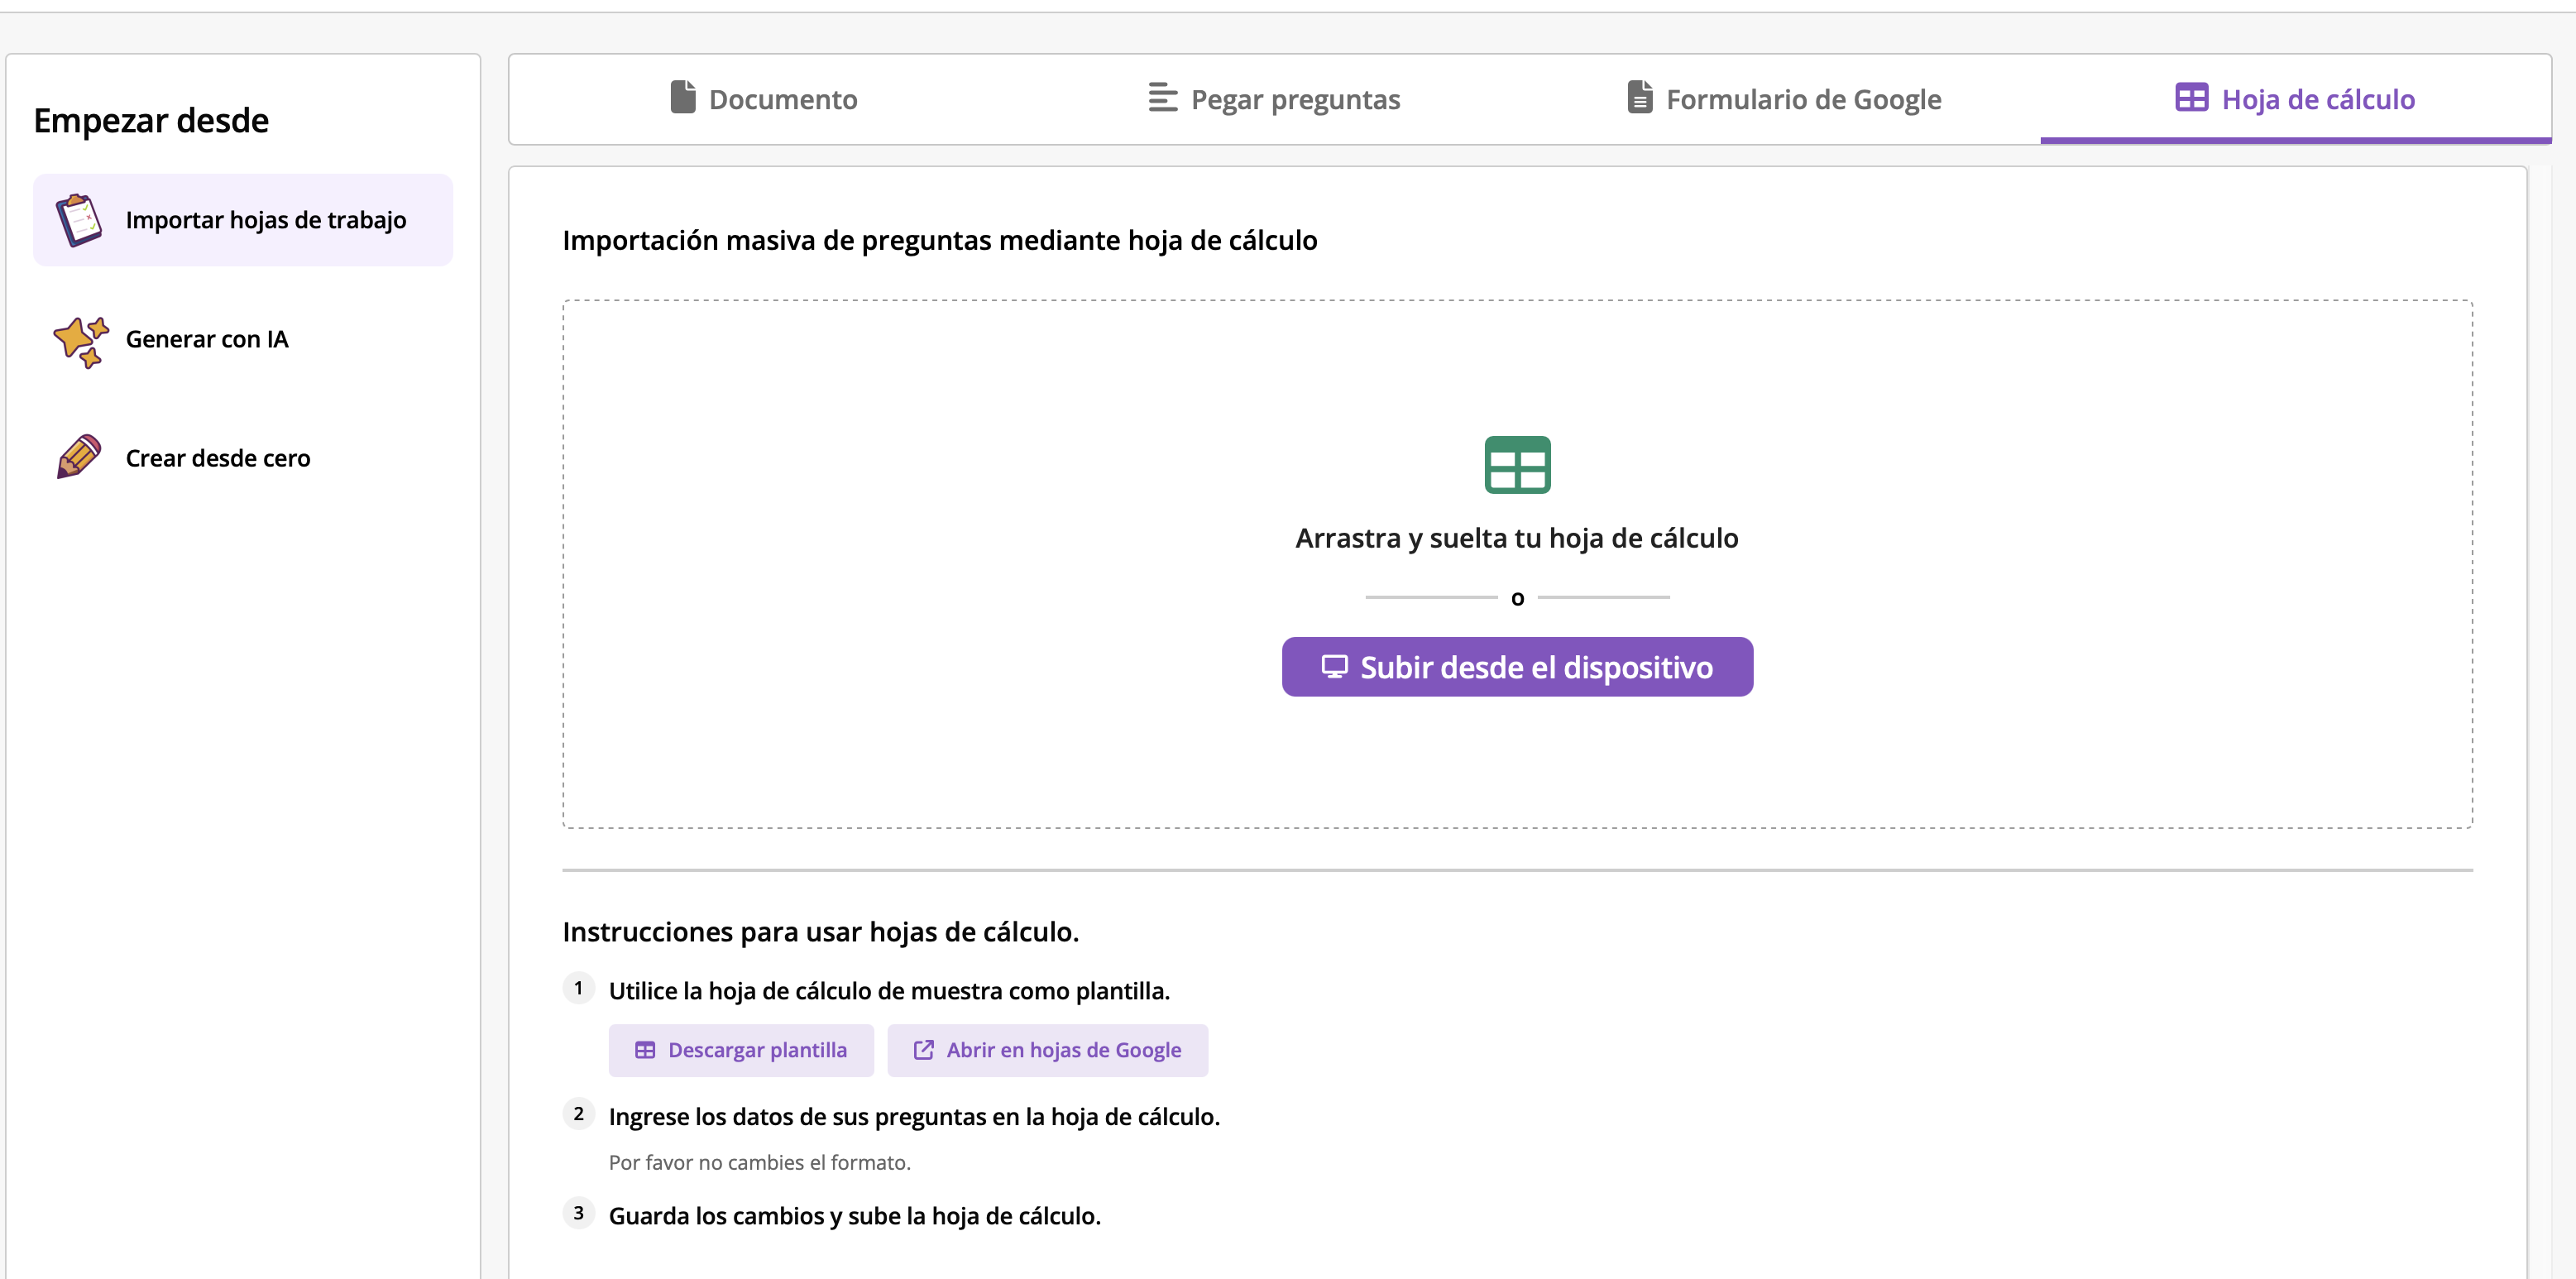 Empezar desde
Importar hojas de trabajo
Generar con IA
Crear desde cero
Documento
Pegar preguntas
Formulario de Google
Hoja de cálculo
Importación masiva de preguntas mediante hoja de cálculo
Arrastra y suelta tu hoja de cálculo
o
Subir desde el dispositivo
Instrucciones para usar hojas de cálculo.
1 Utilice la hoja de cálculo de muestra como plantilla.
Descargar plantilla
Abrir en hojas de Google
2 Ingrese los datos de sus preguntas en la hoja de cálculo.
Por favor no cambies el formato.
3 Guarda los cambios y sube la hoja de cálculo.